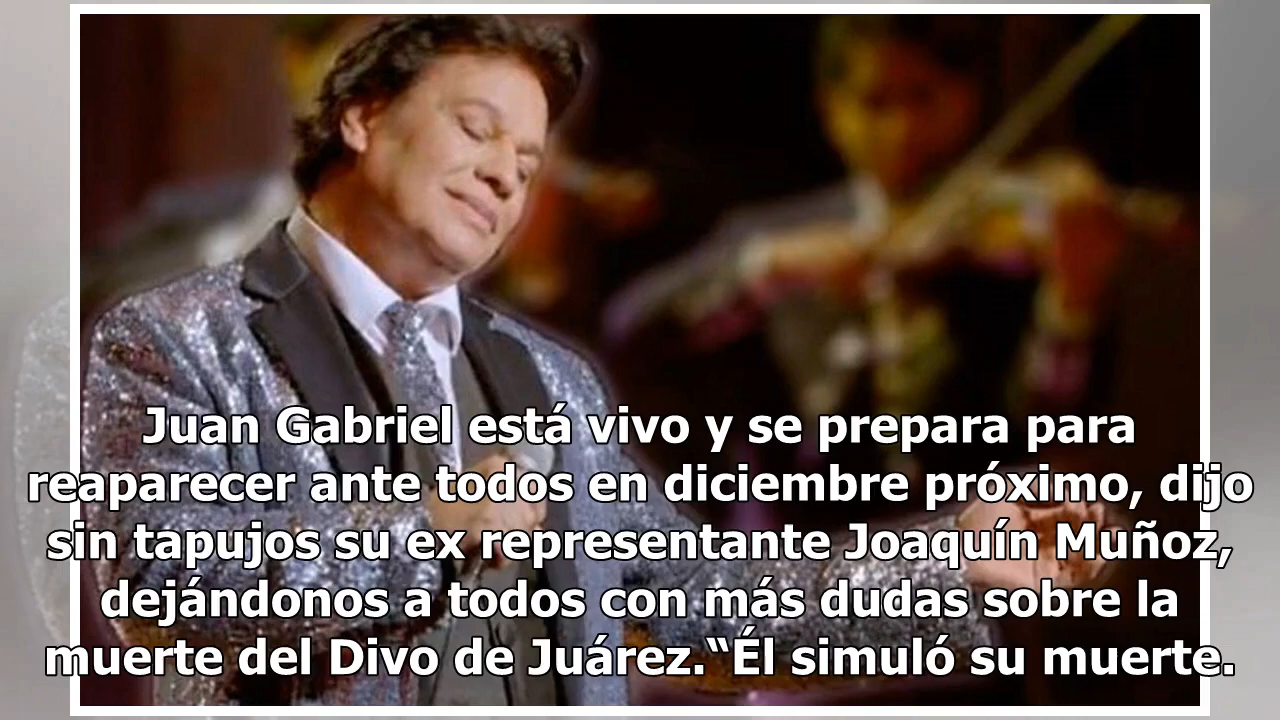 Juan Gabriel está vivo y se prepara para
reaparecer ante todos en diciembre próximo, dijo
sin tapujos su ex representante Joaquín Muñoz,
dejándonos a todos con más dudas sobre la
muerte del Divo de Juárez.“Él simuló su muerte.